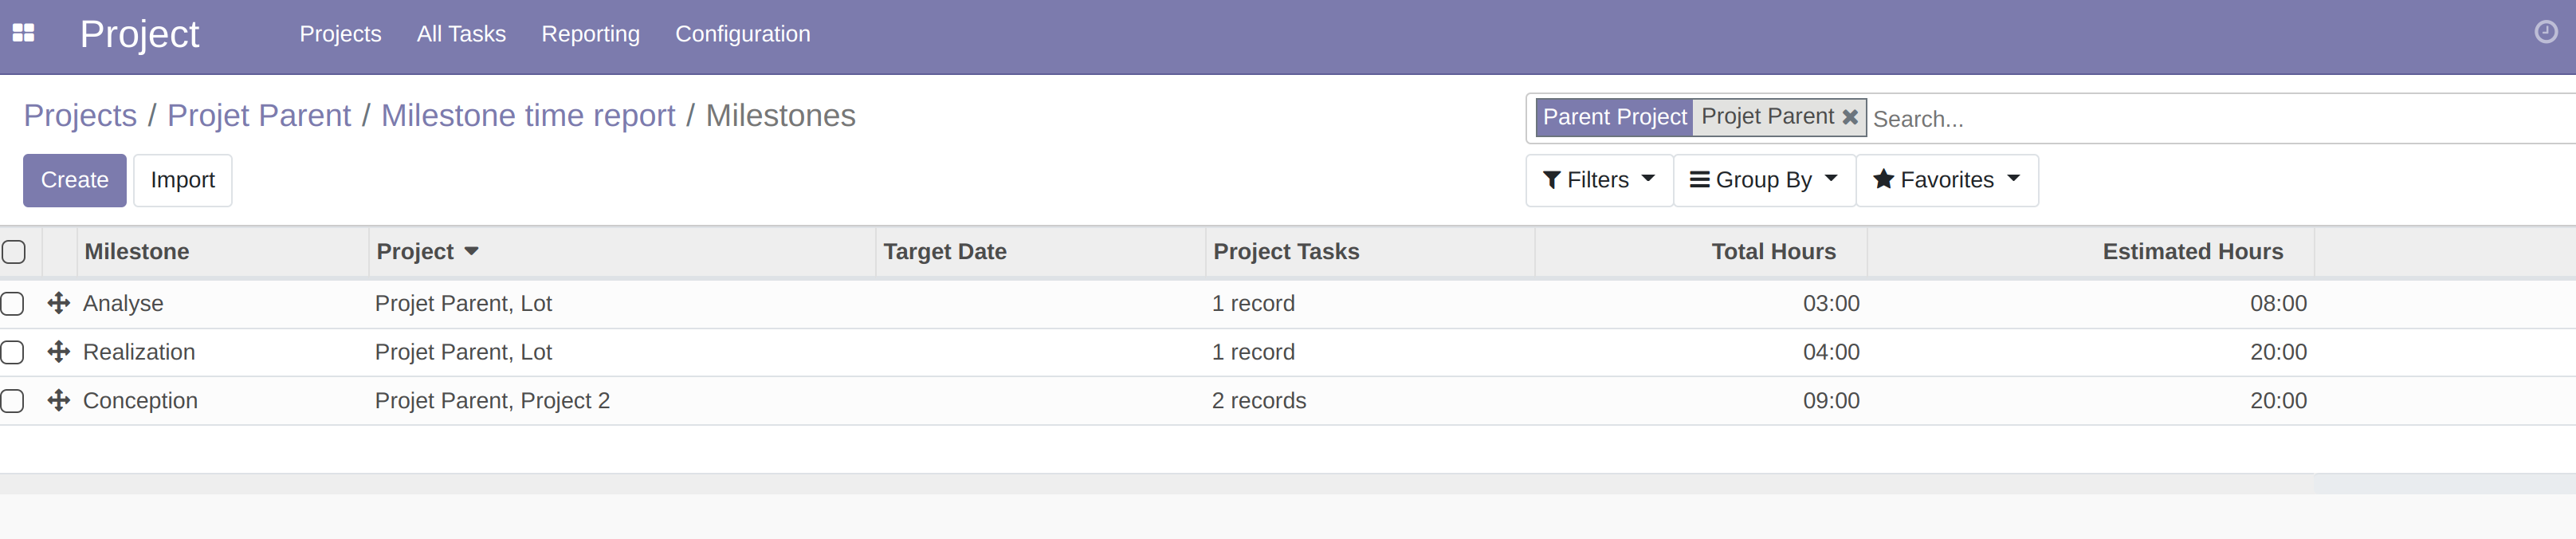 Project Projects All Tasks Reporting Configuration
Projects / Projet Parent / Milestone time report / Milestones
Parent Project Projet Parent Search...
Create Import
Filters Group By Favorites
Milestone Project Target Date Project Tasks Total Hours Estimated Hours
Analyse Projet Parent, Lot 1 record 03:00 08:00
Realization Projet Parent, Lot 1 record 04:00 20:00
Conception Projet Parent, Project 2 2 records 09:00 20:00